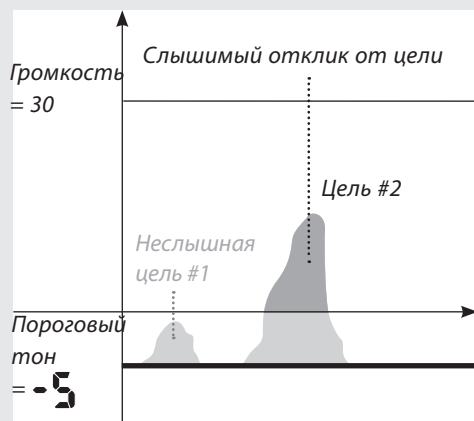 Громкость
= 30
Слышимый отклик от цели
Цель #2
Неслышная
цель #1
Пороговый
тон
= -5